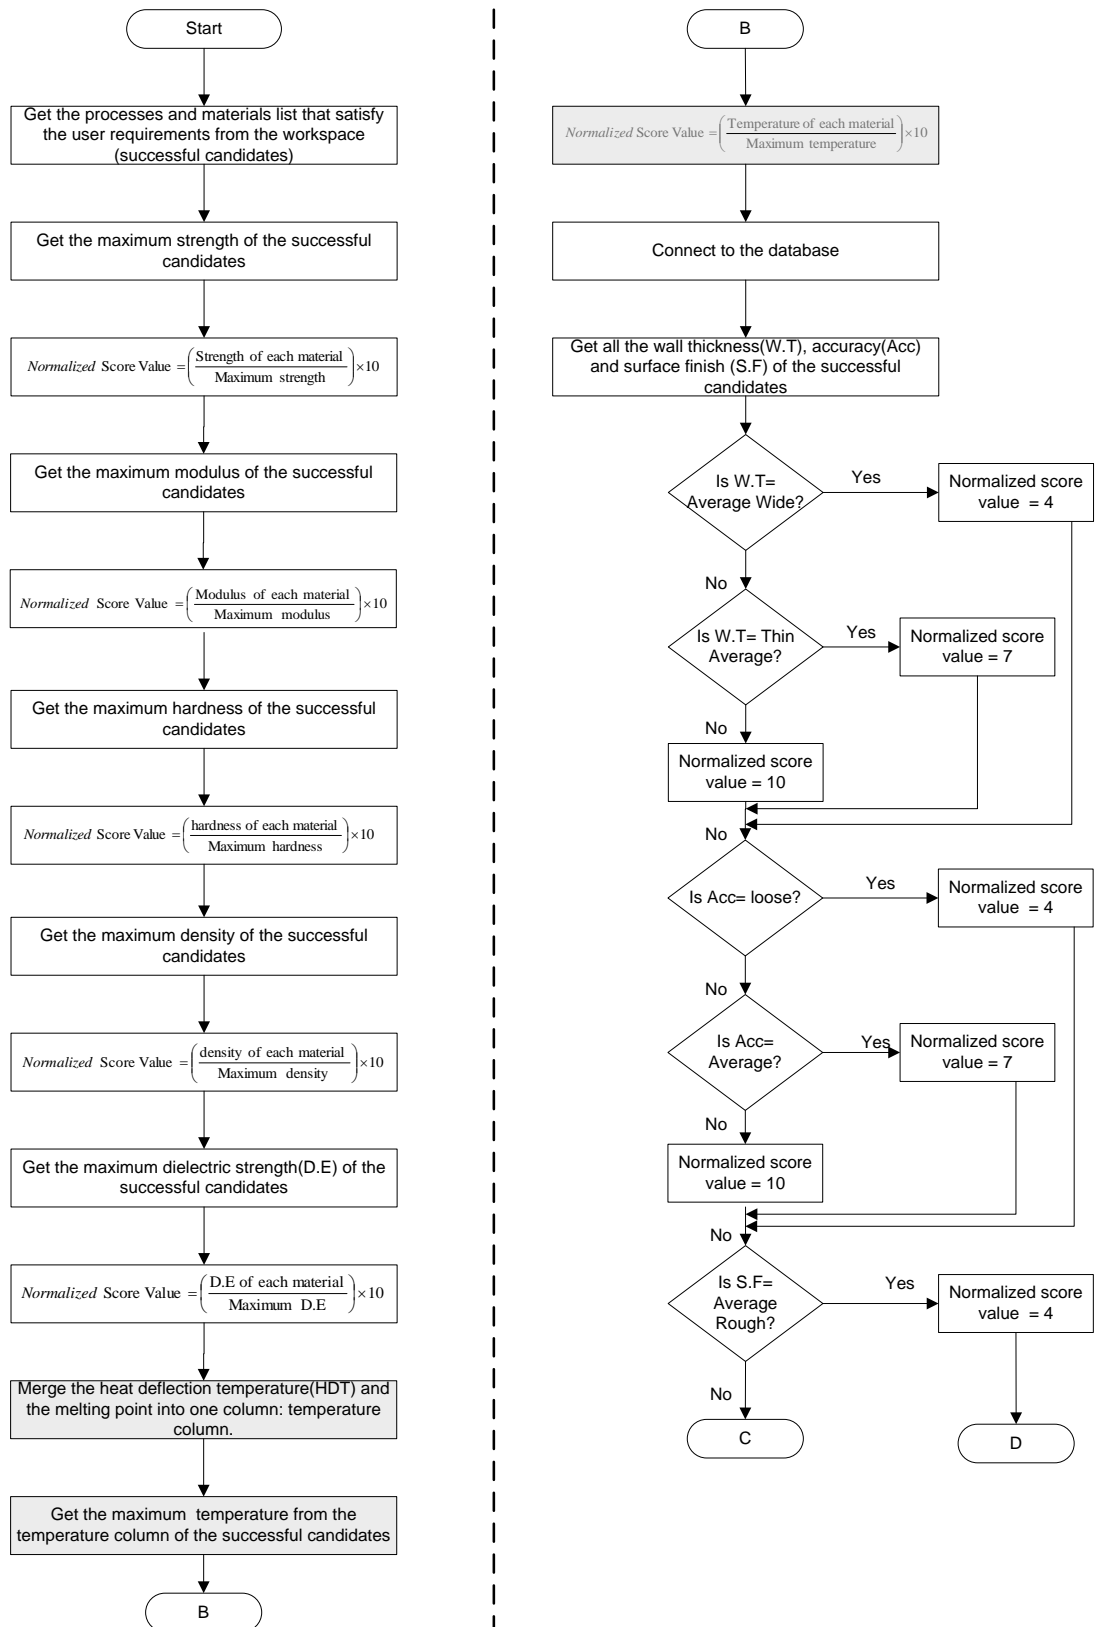 Start
Get the processes and materials list that satisfy
the user requirements from the workspace
(successful candidates)
Get the maximum strength of the successful
candidates
Normalized Score Value = (Strength of each material / Maximum strength) ×10
Get the maximum modulus of the successful
candidates
Normalized Score Value = (Modulus of each material / Maximum modulus) ×10
Get the maximum hardness of the successful
candidates
Normalized Score Value = (hardness of each material / Maximum hardness) ×10
Get the maximum density of the successful
candidates
Normalized Score Value = (density of each material / Maximum density) ×10
Get the maximum dielectric strength(D.E) of the
successful candidates
Normalized Score Value = (D.E of each material / Maximum D.E) ×10
Merge the heat deflection temperature(HDT) and
the melting point into one column: temperature
column.
Get the maximum temperature from the
temperature column of the successful candidates
B
B
Normalized Score Value = (Temperature of each material / Maximum temperature) ×10
Connect to the database
Get all the wall thickness(W.T), accuracy(Acc)
and surface finish (S.F) of the successful
candidates
Is W.T=
Average Wide?
Yes
Normalized score
value = 4
No
Is W.T= Thin
Average?
Yes
Normalized score
value = 7
No
Normalized score
value = 10
No
Is Acc= loose?
Yes
Normalized score
value = 4
No
Is Acc=
Average?
Yes
Normalized score
value = 7
No
Normalized score
value = 10
No
Is S.F=
Average
Rough?
Yes
Normalized score
value = 4
No
C
D